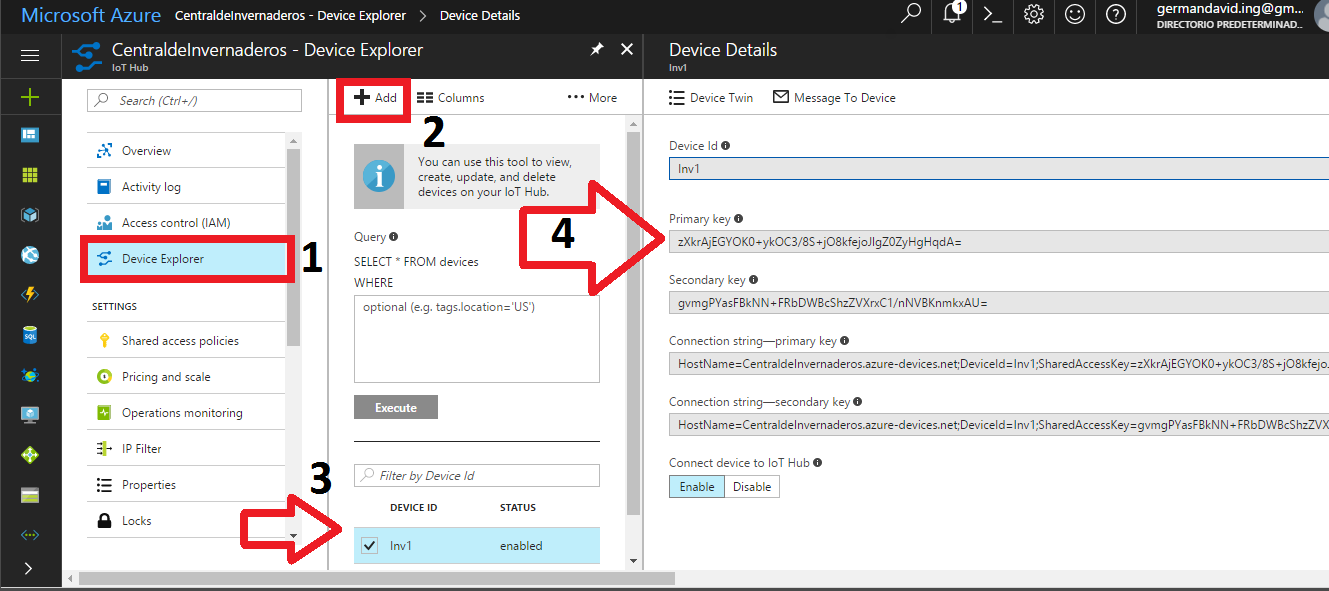 Microsoft Azure CentraldeInvernaderos - Device Explorer > Device Details
1
germandavid.ing@gm...
DIRECTORIO PREDETERMINAD...
CentraldeInvernaderos - Device Explorer
IoT Hub
Search (Ctrl+/)
Overview
Activity log
Access control (IAM)
Device Explorer
1
SETTINGS
Shared access policies
Pricing and scale
Operations monitoring
IP Filter
Properties
Locks
Add
Columns
More
2
You can use this tool to view,
create, update, and delete
devices on your IoT Hub.
Query
SELECT * FROM devices
WHERE
optional (e.g. tags.location='US')
Execute
3
Filter by Device Id
DEVICE ID STATUS
Inv1 enabled
Device Details
Inv1
Device Twin
Message To Device
Device Id
Inv1
4
Primary key
zXkrAjEGYOK0+ykOC3/8S+jO8kfejoJIgZ0ZyHgHqdA=
Secondary key
gvmgPYasFBkNN+FRbDWBcShzZVXrxC1/nNVBKnmkxAU=
Connection string—primary key
HostName=CentraldeInvernaderos.azure-devices.net;DeviceId=Inv1;SharedAccessKey=zXkrAjEGYOK0+ykOC3/8S+jO8kfejo
Connection string—secondary key
HostName=CentraldeInvernaderos.azure-devices.net;DeviceId=Inv1;SharedAccessKey=gvmgPYasFBkNN+FRbDWBcShzZVX
Connect device to IoT Hub
Enable Disable